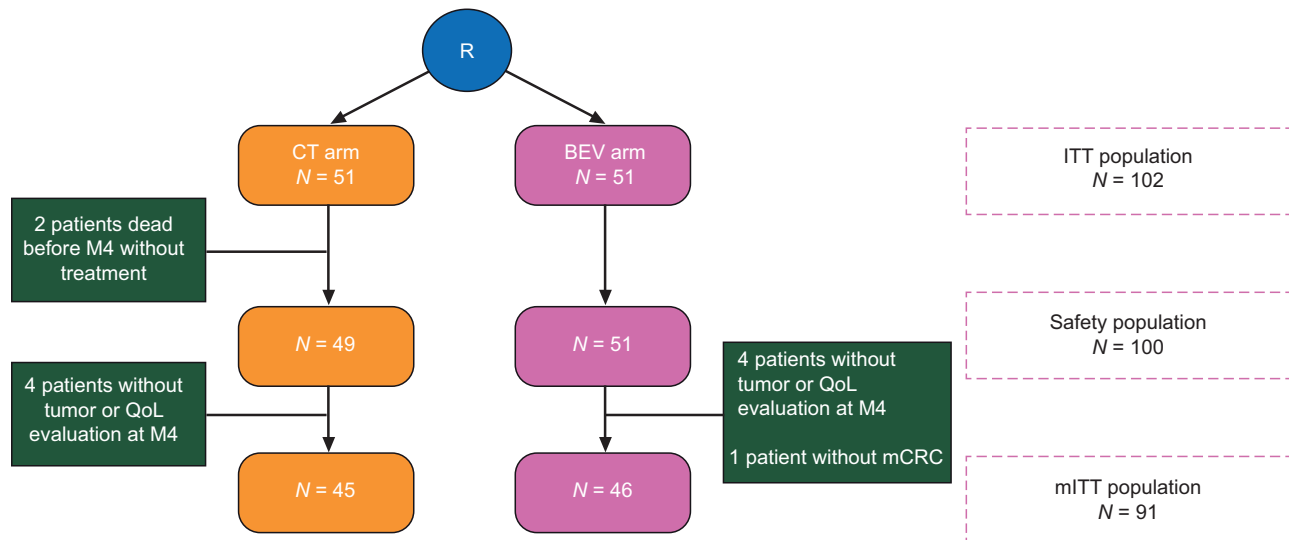 R
CT arm
N = 51
BEV arm
N = 51
ITT population
N = 102
2 patients dead
before M4 without
treatment
N = 49
N = 51
Safety population
N = 100
4 patients without
tumor or QoL
evaluation at M4
4 patients without
tumor or QoL
evaluation at M4
1 patient without mCRC
N = 45
N = 46
mITT population
N = 91